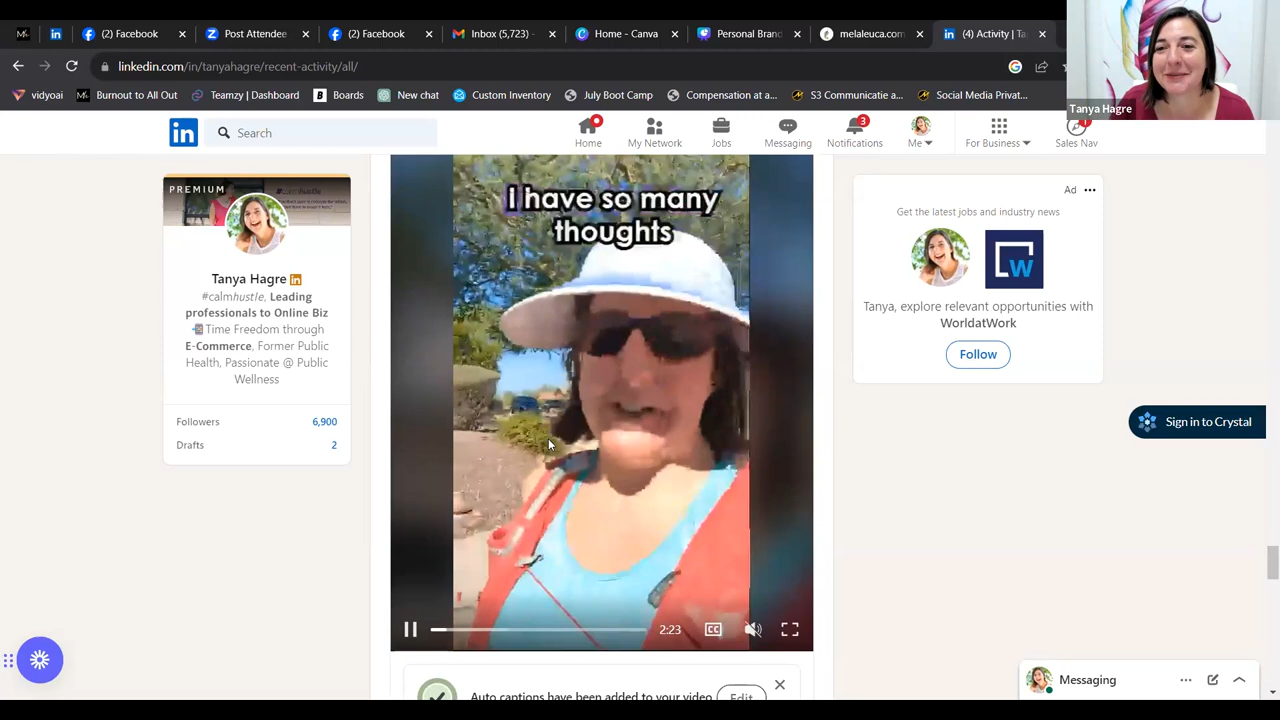 (2) Facebook
Post Attendee
(2) Facebook
Inbox (5,723) -
Home - Canva
Personal Bran
melaleuca.com
(4) Activity | Ta
linkedin.com/in/tanyahagre/recent-activity/all/
vidyoai
Burnout to All Out
Teamzy | Dashboard
Boards
New chat
Custom Inventory
July Boot Camp
Compensation at a...
S3 Communicatie a...
Social Media Privat...
Tanya Hagre
in
Search
Home
My Network
Jobs
Messaging
3
Notifications
Me
For Business
Sales Nav
PREMIUM
Tanya Hagre
#calmhustle, Leading
professionals to Online Biz
Time Freedom through
E-Commerce, Former Public
Health, Passionate @ Public
Wellness
Followers 6,900
Drafts 2
I have so many
thoughts
2:23
CC
Auto captions have been added to your video
Edit
Ad
Get the latest jobs and industry news
W
Tanya, explore relevant opportunities with
WorldatWork
Follow
Sign in to Crystal
Messaging